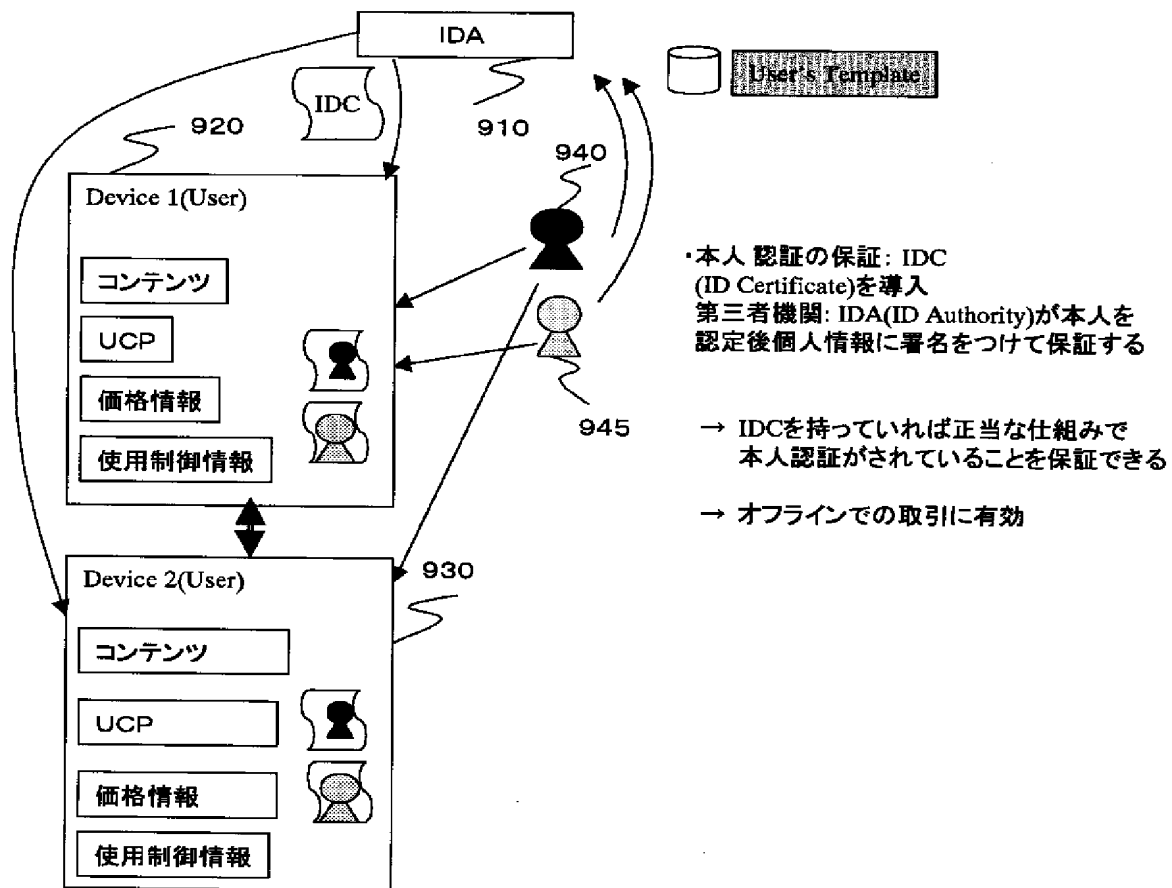 IDA
User's Template
IDC
920
910
940
Device 1(User)
コンテンツ
UCP
価格情報
使用制御情報
945
・本人 認証の保証: IDC
(ID Certificate)を導入
第三者機関: IDA(ID Authority)が本人を
認定後個人情報に署名をつけて保証する
→ IDCを持っていれば正当な仕組みで
本人認証がされていることを保証できる
→ オフラインでの取引に有効
Device 2(User)
930
コンテンツ
UCP
価格情報
使用制御情報